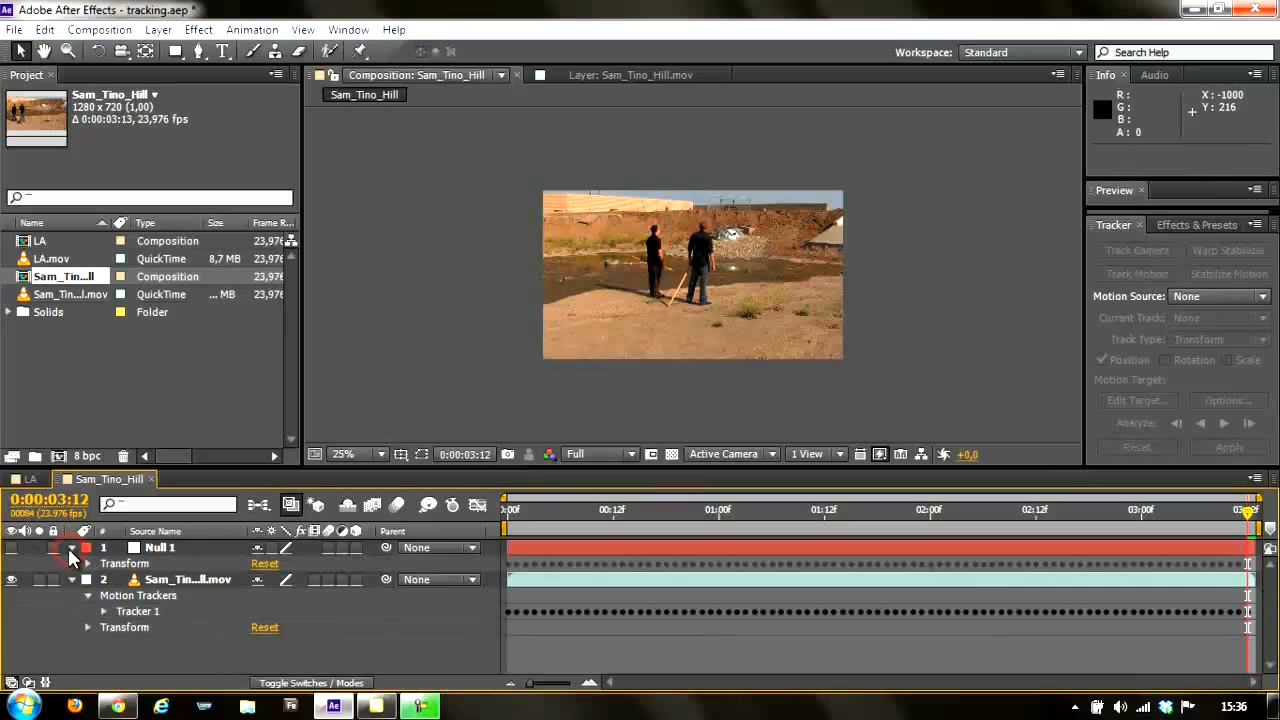 Adobe After Effects - tracking.aep *
File Edit Composition Layer Effect Animation View Window Help
Workspace: Standard Search Help
Project Composition: Sam_Tino_Hill Layer: Sam_Tino_Hill.mov Info Audio
Sam_Tino_Hill
1280 x 720 (1,00)
Δ 0:00:03:13, 23,976 fps
Sam_Tino_Hill
R :
G :
B :
A : 0
X: -1000
Y: 216
Preview
Name Type Size Frame R...
LA Composition 23,976
LA.mov QuickTime 8,7 MB
Sam_Tin...ll Composition 23,976
Sam_Tin...l.mov QuickTime ... MB 23,976
Solids Folder
Tracker Effects & Presets
Track Camera Warp Stabilizer
Track Motion Stabilize Motion
Motion Source: None
Current Track: None
Track Type: Transform
Position Rotation Scale
Motion Target:
Edit Target... Options...
Analyze:
Reset Apply
8 bpc
25% 0:00:03:12 Full Active Camera 1 View +0,0
LA Sam_Tino_Hill
0:00:03:12
00084 (23.976 fps)
:00f 00:12f 01:00f 01:12f 02:00f 02:12f 03:00f 03:12f
# Source Name Parent
1 Null 1 None
Transform Reset
2 Sam_Tin...ll.mov None
Motion Trackers
Tracker 1
Transform Reset
Toggle Switches / Modes
15:36